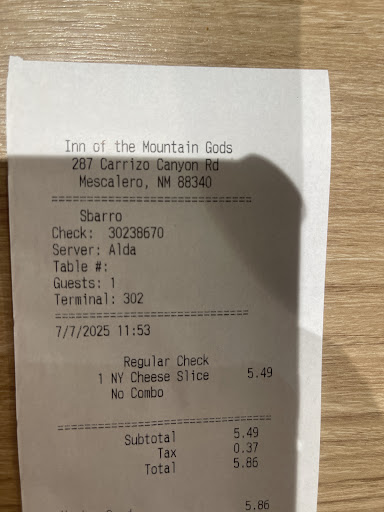 Inn of the Mountain Gods
287 Carrizo Canyon Rd
Mescalero, NM 88340
==============================
Sbarro
Check: 30238670
Server: Alda
Table #:
Guests: 1
Terminal: 302
==============================
7/7/2025 11:53
Regular Check
1 NY Cheese Slice 5.49
No Combo
==============================
Subtotal 5.49
Tax 0.37
Total 5.86
5.86